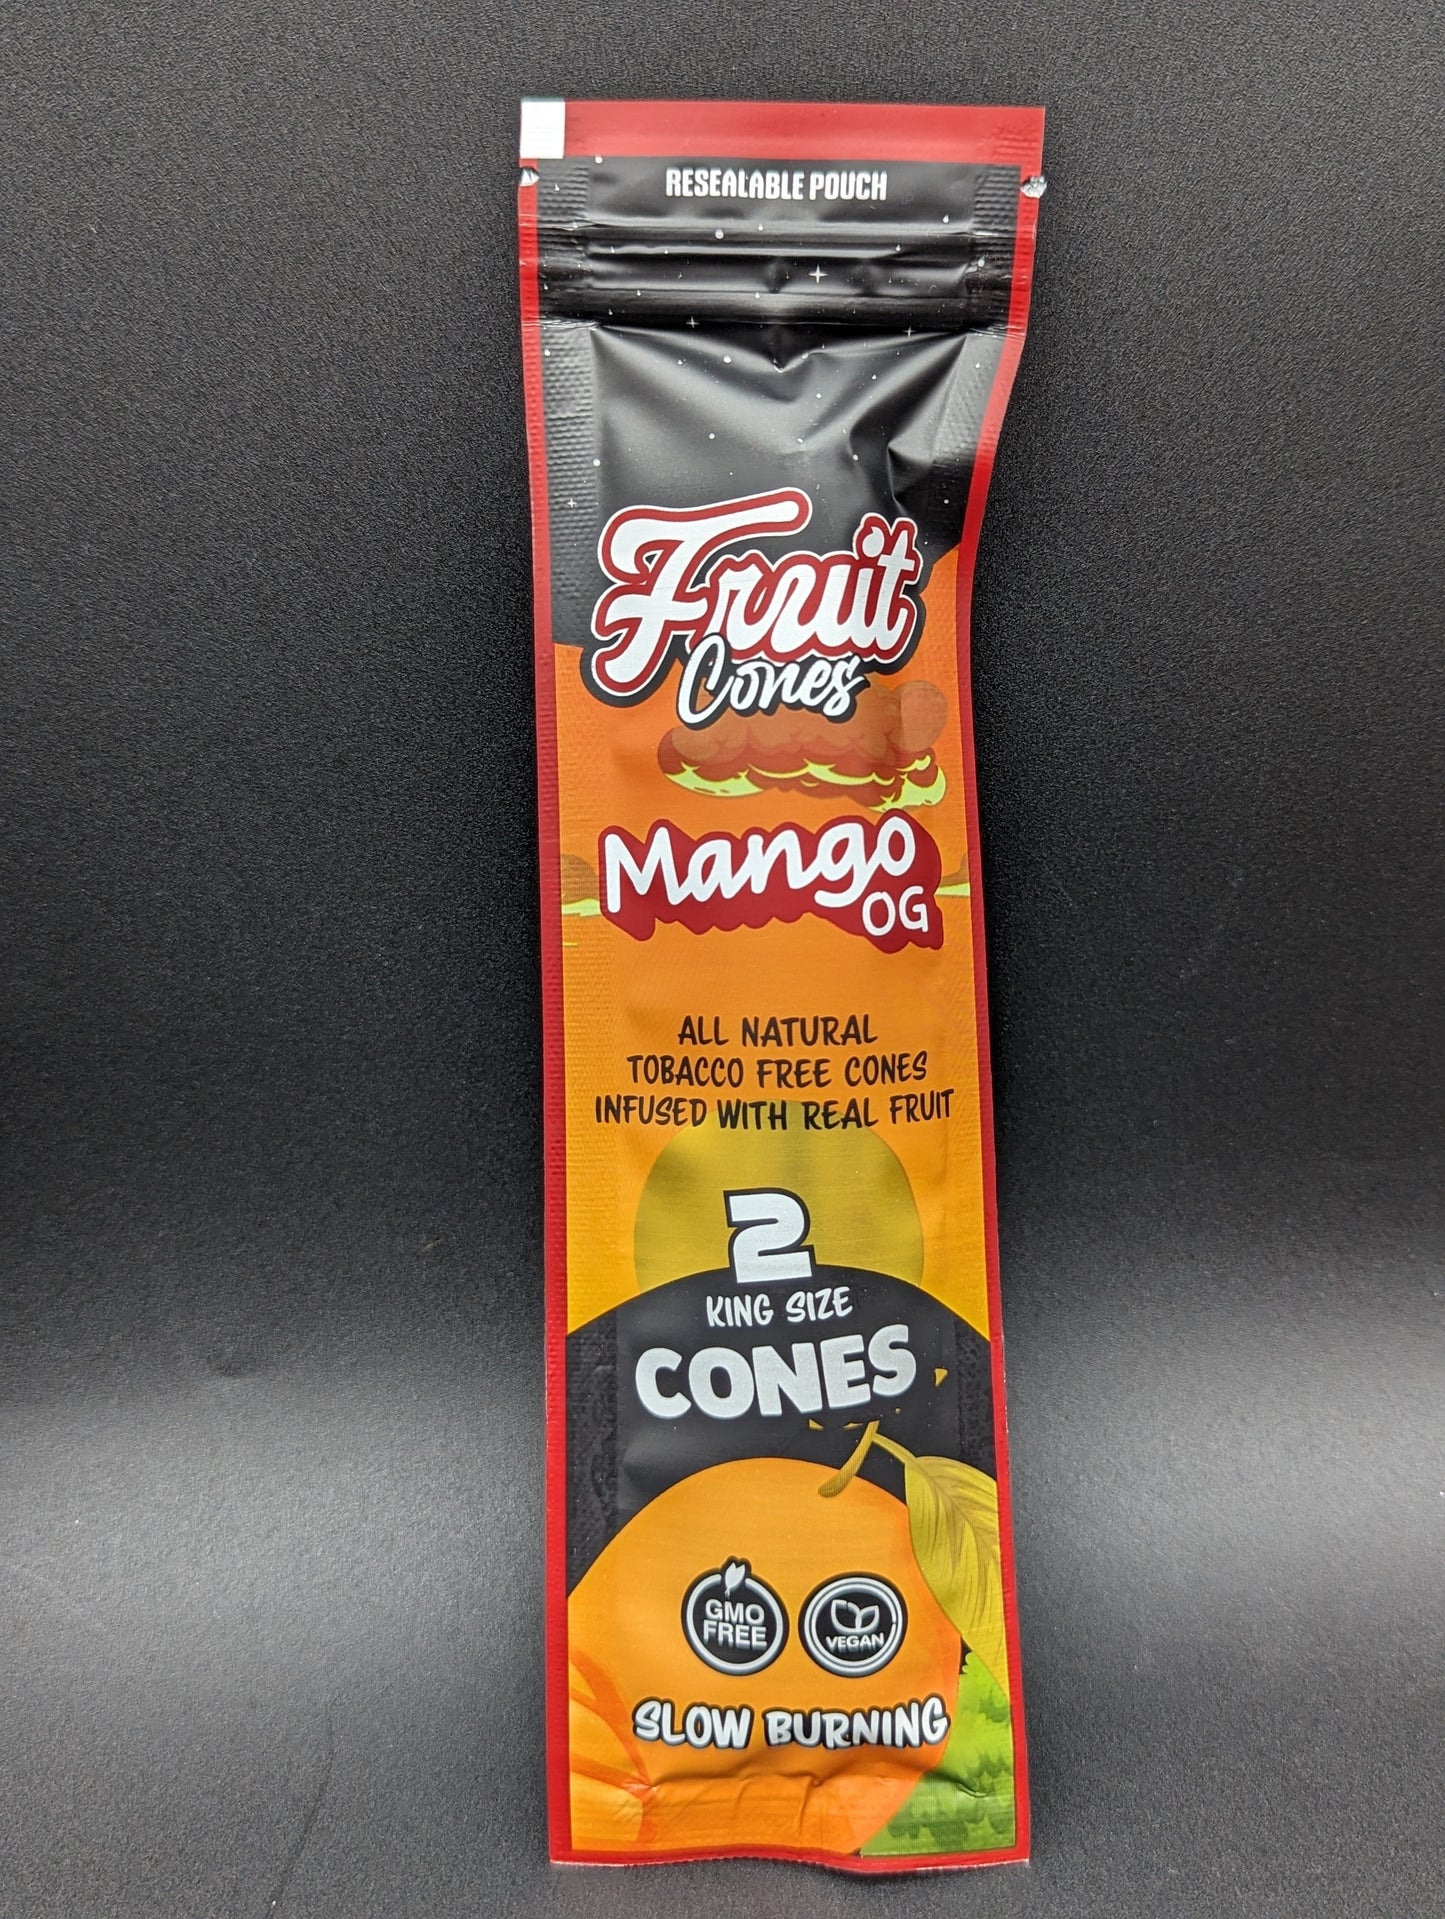 RESEALABLE POUCH
Fruit
Cones
Mango
OG
ALL NATURAL
TOBACCO FREE CONES
INFUSED WITH REAL FRUIT
2
KING SIZE
CONES
GMO
FREE
VEGAN
SLOW BURNING